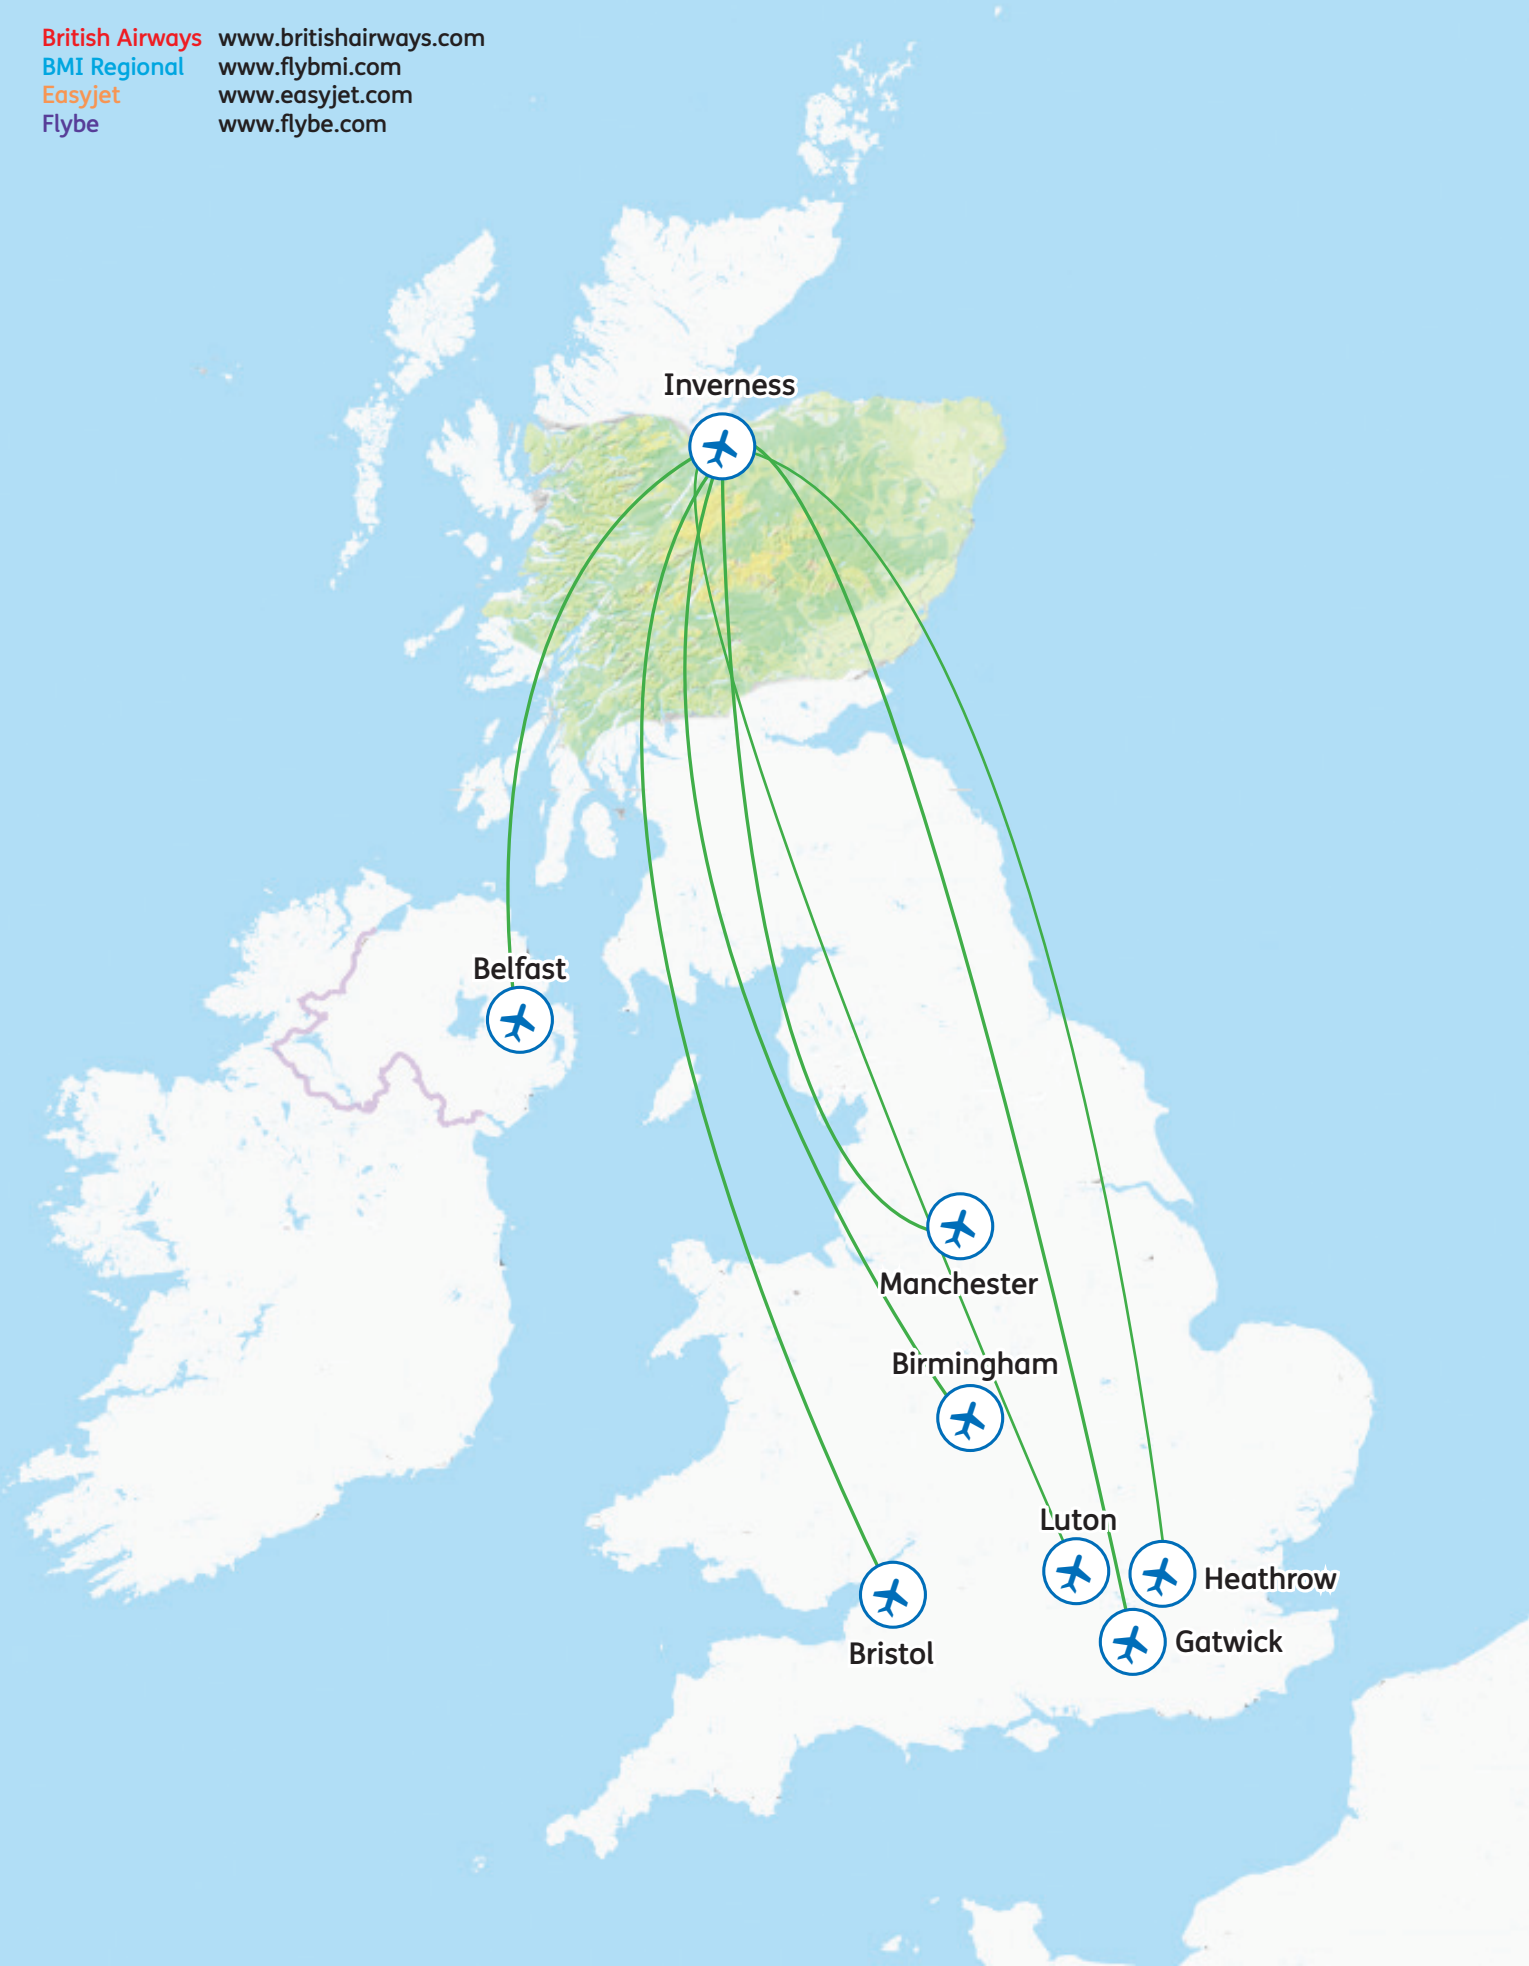 British Airways www.britishairways.com
BMI Regional www.flybmi.com
Easyjet www.easyjet.com
Flybe www.flybe.com
Inverness
Belfast
Manchester
Birmingham
Luton
Heathrow
Gatwick
Bristol